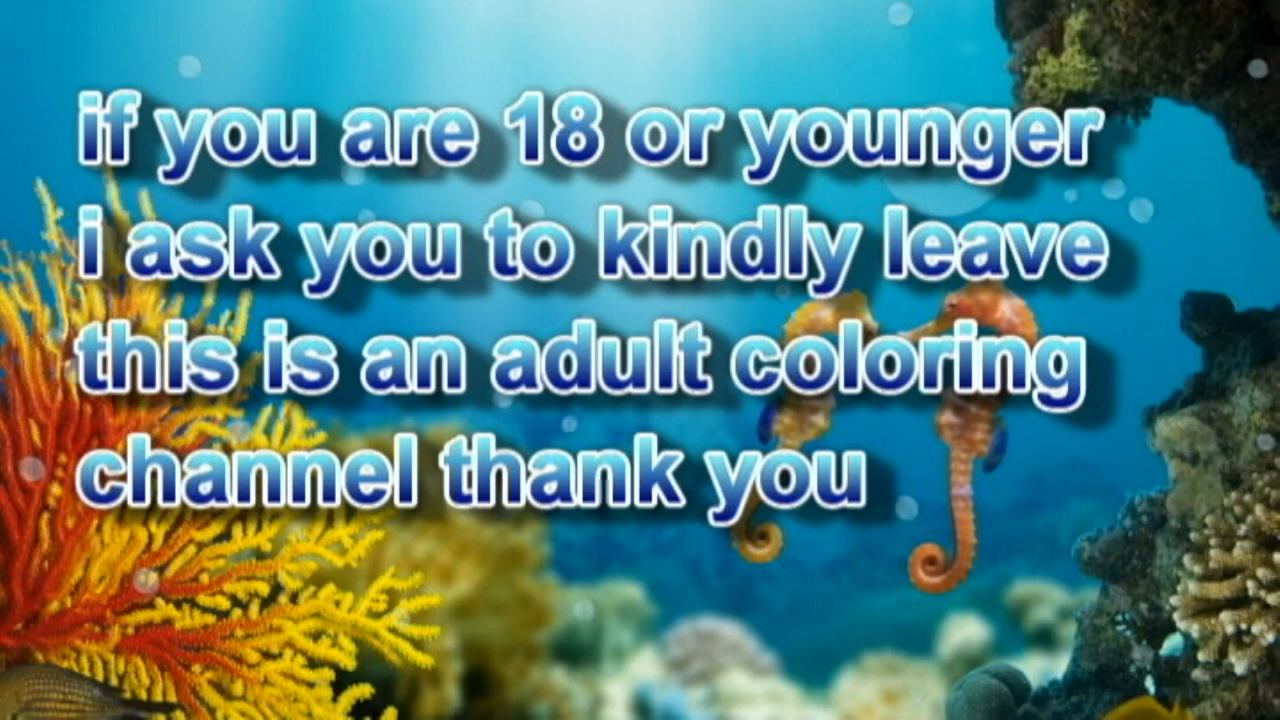 if you are 18 or younger
i ask you to kindly leave
this is an adult coloring
channel thank you